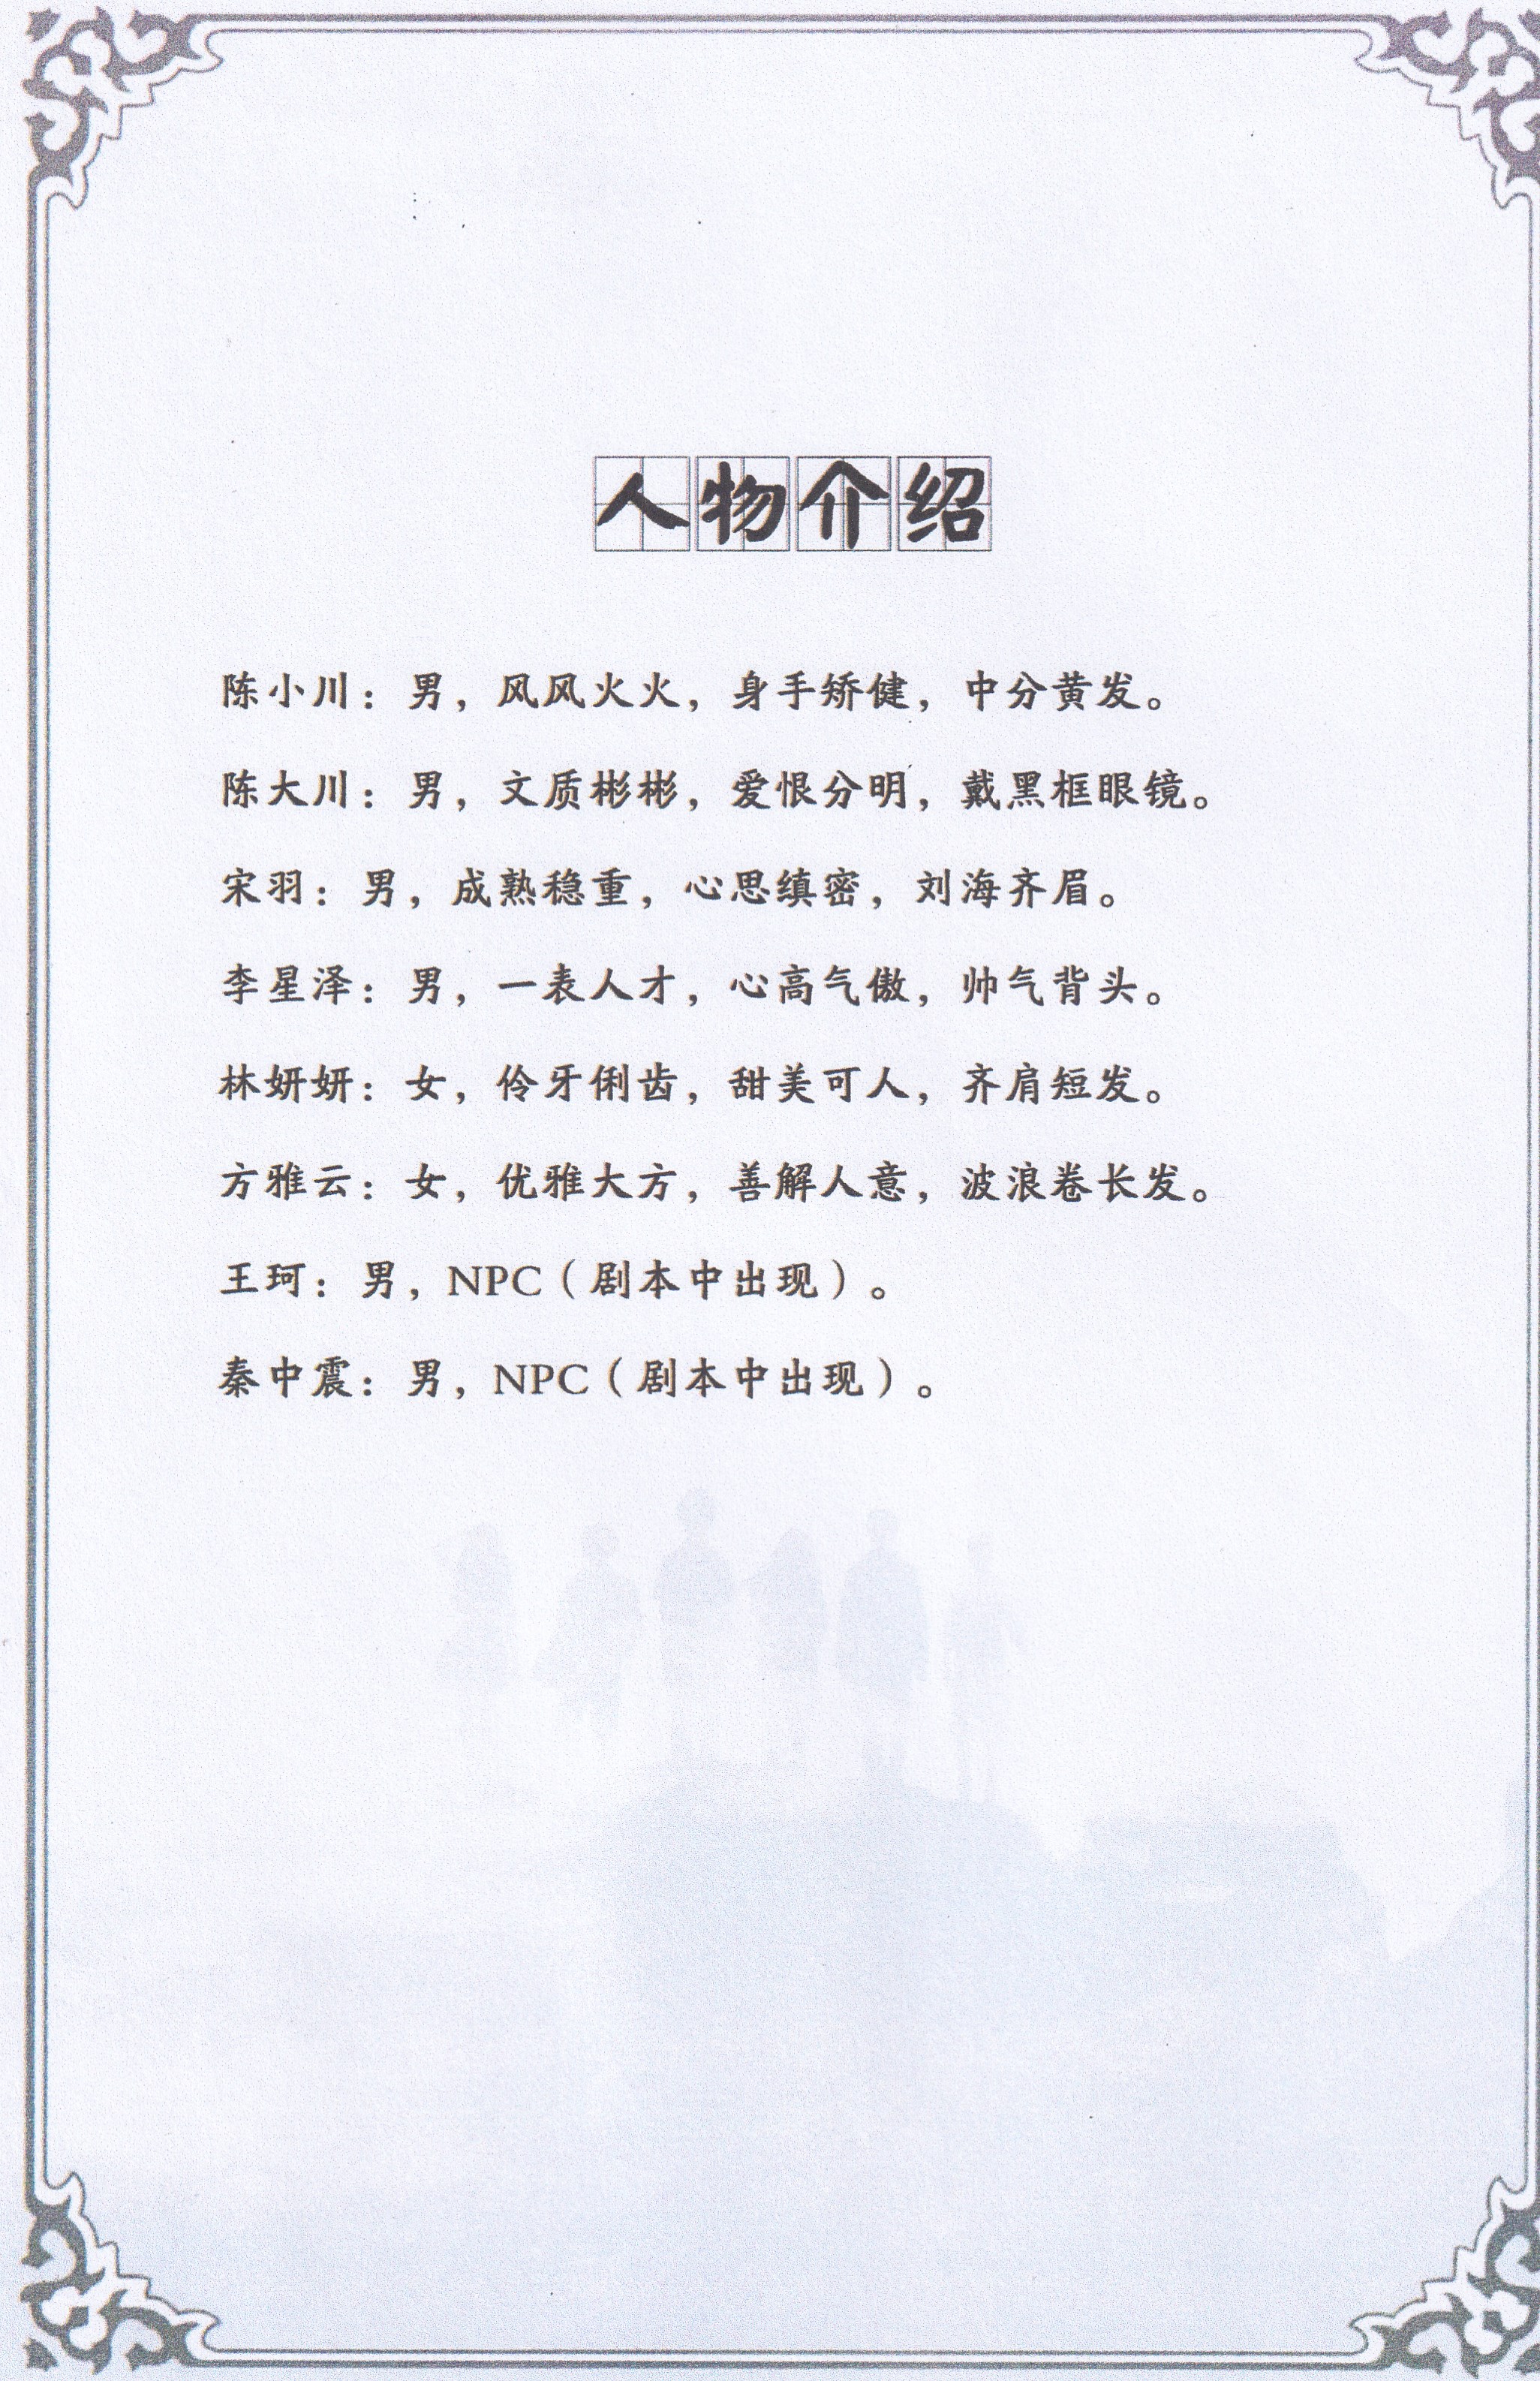 人物介绍
陈小川：男，风风火火，身手矫健，中分黄发。
陈大川：男，文质彬彬，爱恨分明，戴黑框眼镜。
宋羽：男，成熟稳重，心思缜密，刘海齐眉。
李星泽：男，一表人才，心高气傲，帅气背头。
林妍妍：女，伶牙俐齿，甜美可人，齐肩短发。
方雅云：女，优雅大方，善解人意，波浪卷长发。
王珂：男，NPC（剧本中出现）。
秦中震：男，NPC（剧本中出现）。